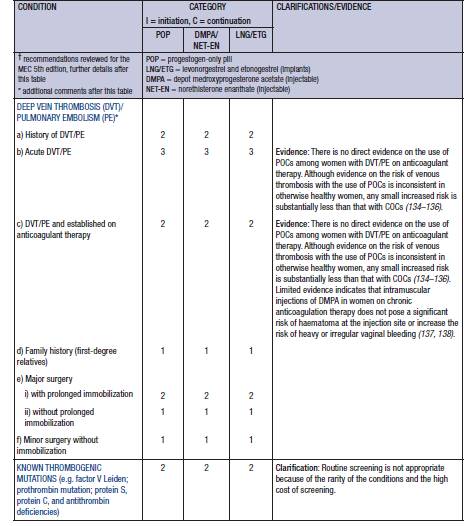 CONDITION
CATEGORY
I = initiation, C = continuation
CLARIFICATIONS/EVIDENCE
POP
DMPA/
NET-EN
LNG/ETG
† recommendations reviewed for the
MEC 5th edition, further details after
this table
* additional comments after this table
POP = progestogen-only pill
LNG/ETG = levonorgestrel and etonogestrel (implants)
DMPA = depot medroxyprogesterone acetate (injectable)
NET-EN = norethisterone enanthate (injectable)
DEEP VEIN THROMBOSIS (DVT)/
PULMONARY EMBOLISM (PE)*
a) History of DVT/PE 2 2 2
b) Acute DVT/PE 3 3 3
Evidence: There is no direct evidence on the use of
POCs among women with DVT/PE on anticoagulant
therapy. Although evidence on the risk of venous
thrombosis with the use of POCs is inconsistent in
otherwise healthy women, any small increased risk is
substantially less than that with COCs (134–136).
c) DVT/PE and established on
anticoagulant therapy
2 2 2
Evidence: There is no direct evidence on the use of
POCs among women with DVT/PE on anticoagulant
therapy. Although evidence on the risk of venous
thrombosis with the use of POCs is inconsistent in
otherwise healthy women, any small increased risk
is substantially less than that with COCs (134–136).
Limited evidence indicates that intramuscular
injections of DMPA in women on chronic
anticoagulation therapy does not pose a significant
risk of haematoma at the injection site or increase the
risk of heavy or irregular vaginal bleeding (137, 138).
d) Family history (first-degree
relatives)
1 1 1
e) Major surgery
i) with prolonged immobilization 2 2 2
ii) without prolonged
immobilization
1 1 1
f) Minor surgery without
immobilization
1 1 1
KNOWN THROMBOGENIC
MUTATIONS (e.g. factor V Leiden;
prothrombin mutation; protein S,
protein C, and antithrombin
deficiencies)
2 2 2
Clarification: Routine screening is not appropriate
because of the rarity of the conditions and the high
cost of screening.